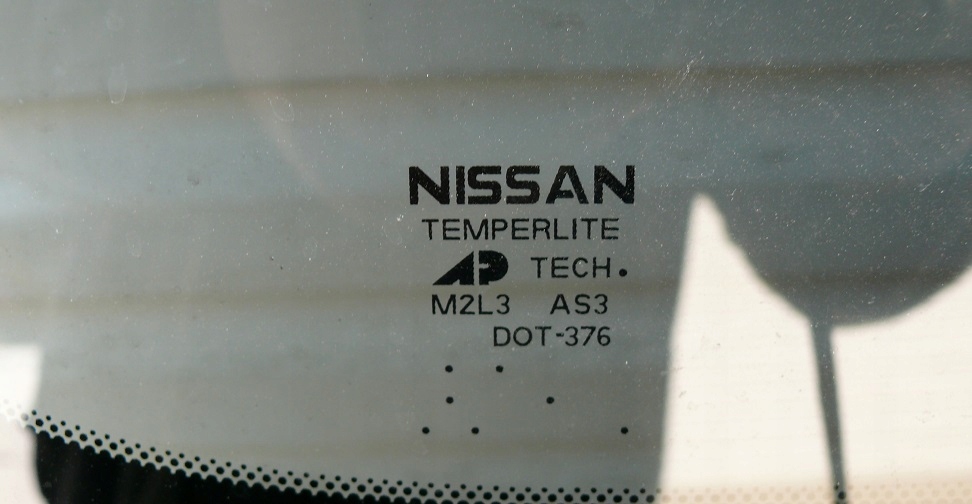 NISSAN
TEMPERLITE
AP TECH.
M2L3 AS3
DOT-376